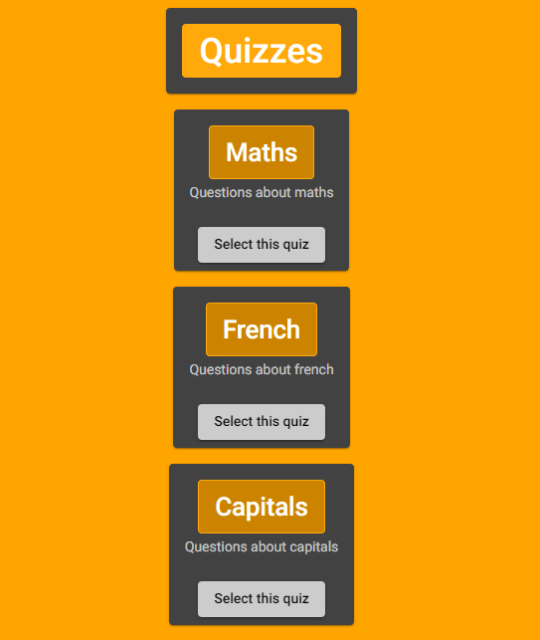 Quizzes
Maths
Questions about maths
Select this quiz
French
Questions about french
Select this quiz
Capitals
Questions about capitals
Select this quiz